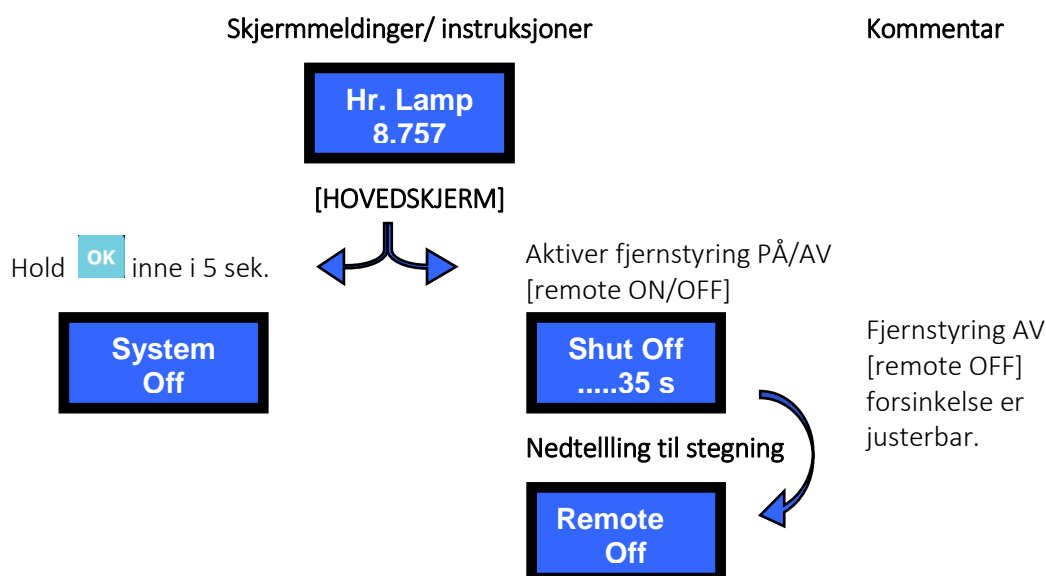 Skjermmeldinger/ instruksjoner
Kommentar
Hr. Lamp
8.757
[HOVEDSKJERM]
Hold OK inne i 5 sek.
System
Off
Aktiver fjernstyring PÅ/AV
[remote ON/OFF]
Shut Off
.....35 s
Nedtellling til stegning
Remote
Off
Fjernstyring AV
[remote OFF]
forsinkelse er
justerbar.